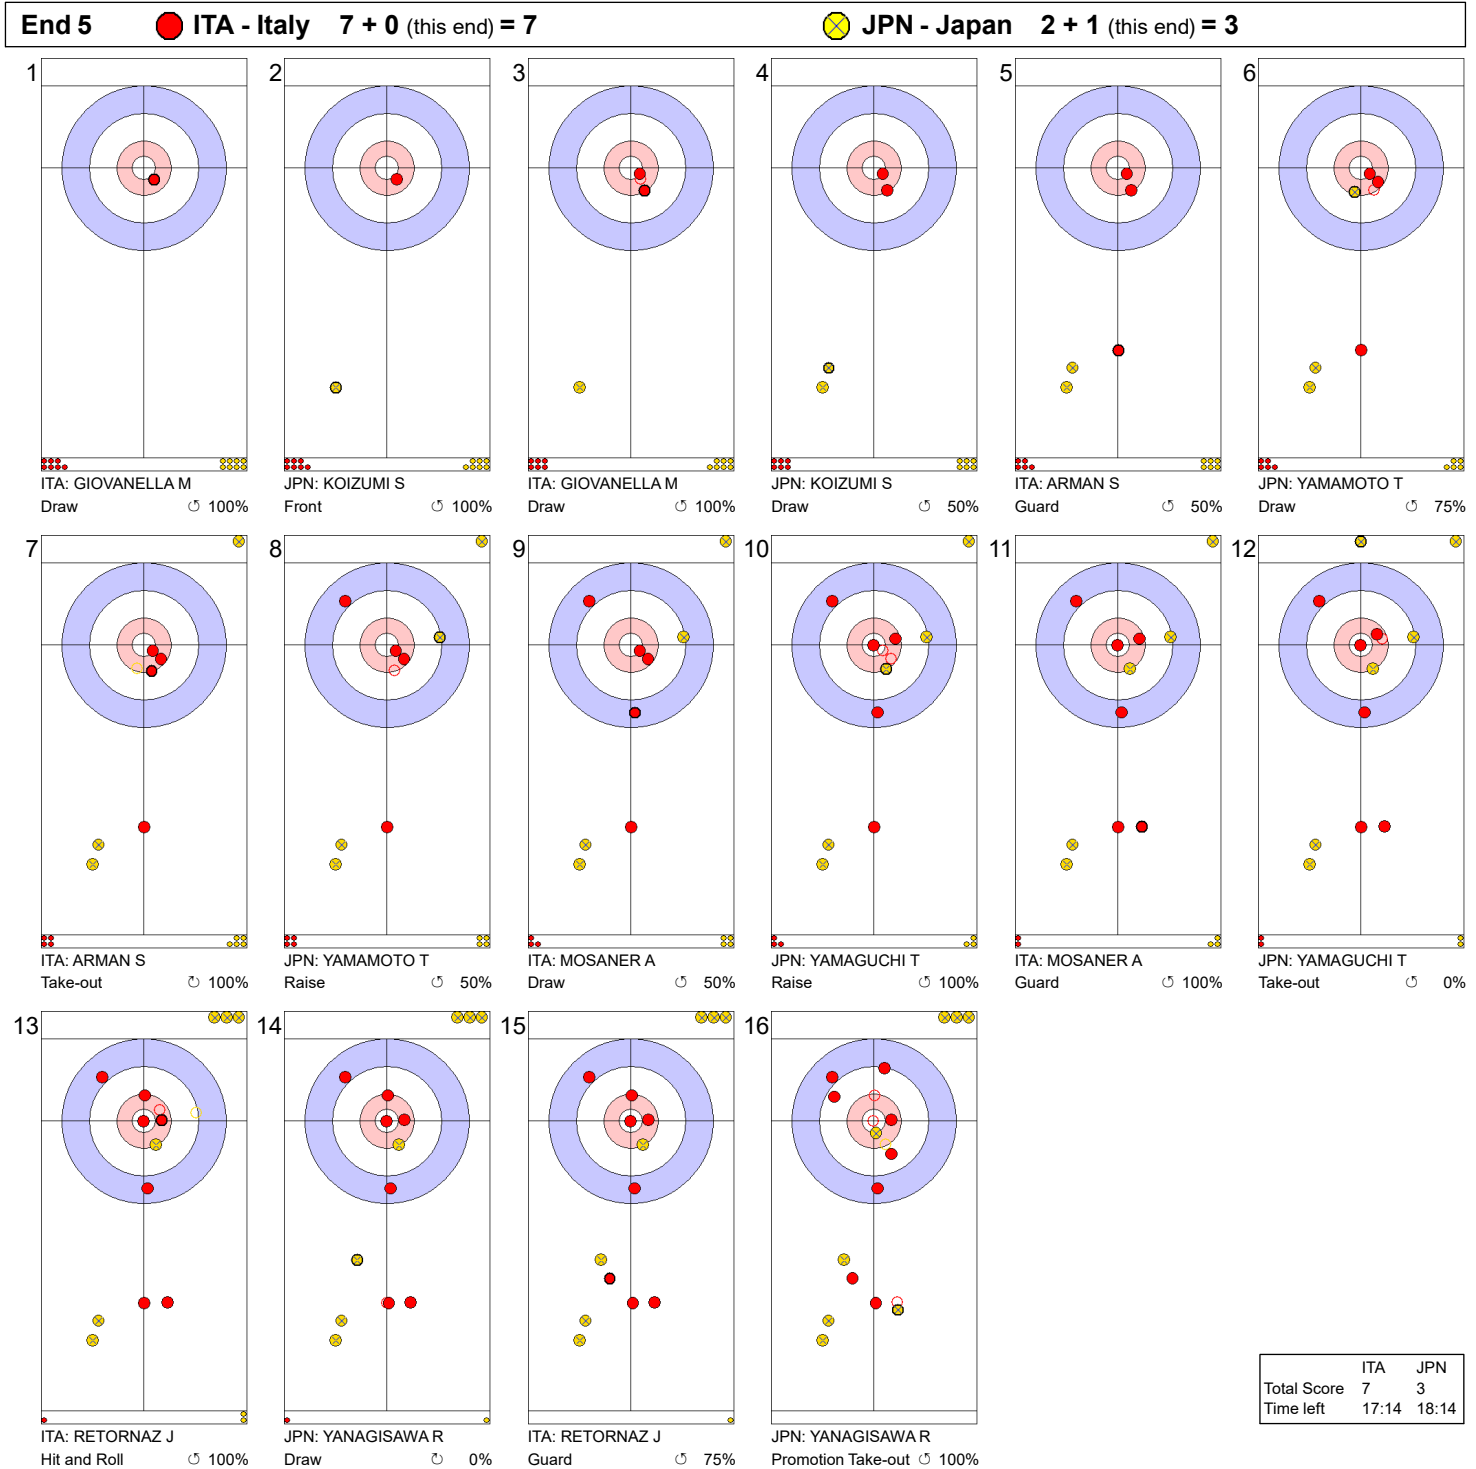 End 5 ITA - Italy 7 + 0 (this end) = 7 JPN - Japan 2 + 1 (this end) = 3
1 2 3 4 5 6
ITA: GIOVANELLA M JPN: KOIZUMI S ITA: GIOVANELLA M JPN: KOIZUMI S ITA: ARMAN S JPN: YAMAMOTO T
Draw ↺ 100% Front ↺ 100% Draw ↺ 100% Draw ↺ 50% Guard ↺ 50% Draw ↺ 75%
7 8 9 10 11 12
ITA: ARMAN S JPN: YAMAMOTO T ITA: MOSANER A JPN: YAMAGUCHI T ITA: MOSANER A JPN: YAMAGUCHI T
Take-out ↻ 100% Raise ↺ 50% Draw ↺ 50% Raise ↺ 100% Guard ↺ 100% Take-out ↺ 0%
13 14 15 16
ITA JPN
Total Score 7 3
Time left 17:14 18:14
ITA: RETORNAZ J JPN: YANAGISAWA R ITA: RETORNAZ J JPN: YANAGISAWA R
Hit and Roll ↺ 100% Draw ↻ 0% Guard ↺ 75% Promotion Take-out ↺ 100%